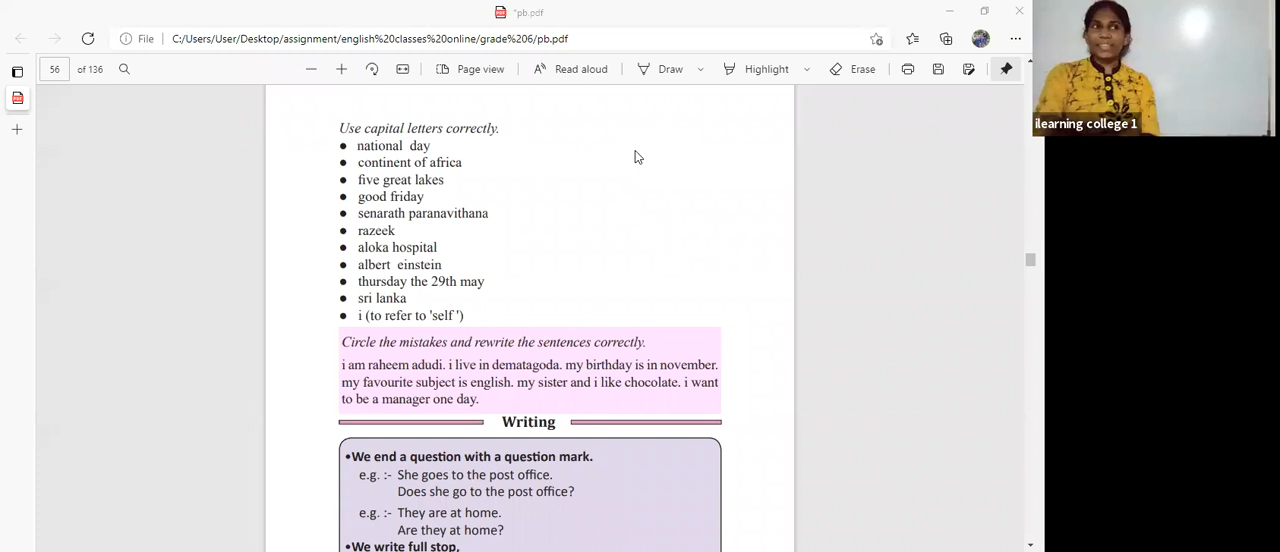 *pb.pdf
File C:/Users/User/Desktop/assignment/english%20classes%20online/grade%206/pb.pdf
56 of 136 Page view Read aloud Draw Highlight Erase
ilearning college 1
Use capital letters correctly.
● national day
● continent of africa
● five great lakes
● good friday
● senarath paranavithana
● razeek
● aloka hospital
● albert einstein
● thursday the 29th may
● sri lanka
● i (to refer to 'self ')
Circle the mistakes and rewrite the sentences correctly.
i am raheem adudi. i live in dematagoda. my birthday is in november.
my favourite subject is english. my sister and i like chocolate. i want
to be a manager one day.
Writing
•We end a question with a question mark.
e.g. :- She goes to the post office.
Does she go to the post office?
e.g. :- They are at home.
Are they at home?
•We write full stop,